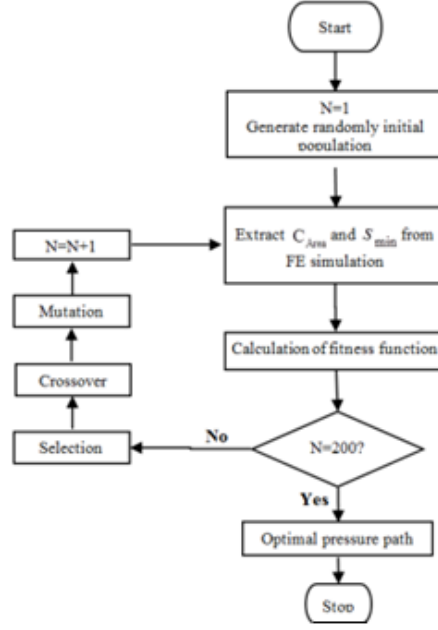 Start
N=1
Generate randomly initial
population
Extract C_Area and S_min from
FE simulation
N=N+1
Mutation
Crossover
Selection
Calculation of fitness function
N=200?
No
Yes
Optimal pressure path
Stop